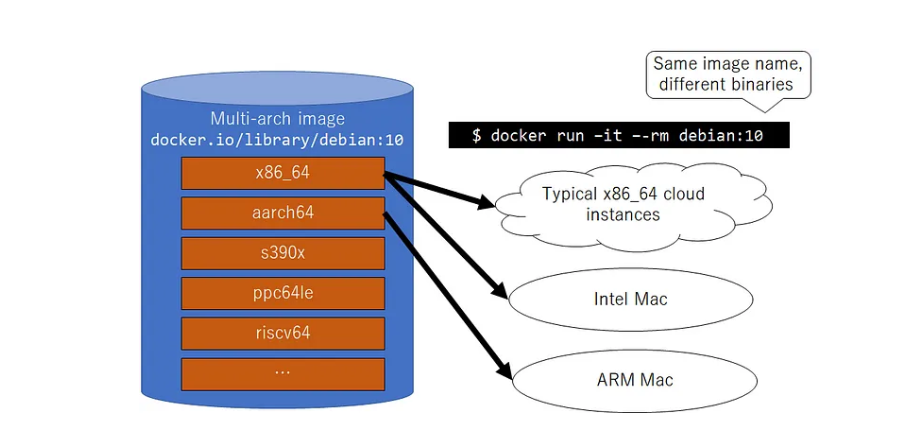 Same image name,
different binaries
Multi-arch image
docker.io/library/debian:10
$ docker run -it --rm debian:10
x86_64
aarch64
s390x
ppc64le
riscv64
...
Typical x86_64 cloud
instances
Intel Mac
ARM Mac